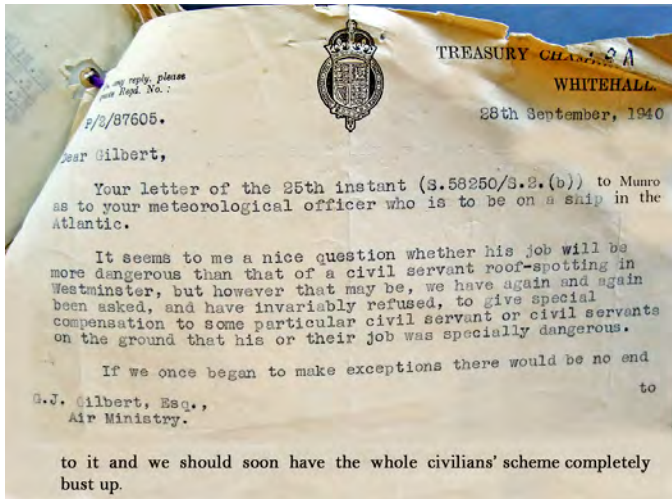 TREASURY
any reply, please
Regd. No. :
WHITEHALL.
P/2/87605.
28th September, 1940
Dear Gilbert,
Your letter of the 25th instant (S.58250/S.2.(b)) to Munro
as to your meteorological officer who is to be on a ship in the
Atlantic.
It seems to me a nice question whether his job will be
more dangerous than that of a civil servant roof-spotting in
Westminster, but however that may be, we have again and again
been asked, and have invariably refused, to give special
compensation to some particular civil servant or civil servants
on the ground that his or their job was specially dangerous.
If we once began to make exceptions there would be no end
to
G.J. Gilbert, Esq.,
Air Ministry.
to it and we should soon have the whole civilians' scheme completely
bust up.